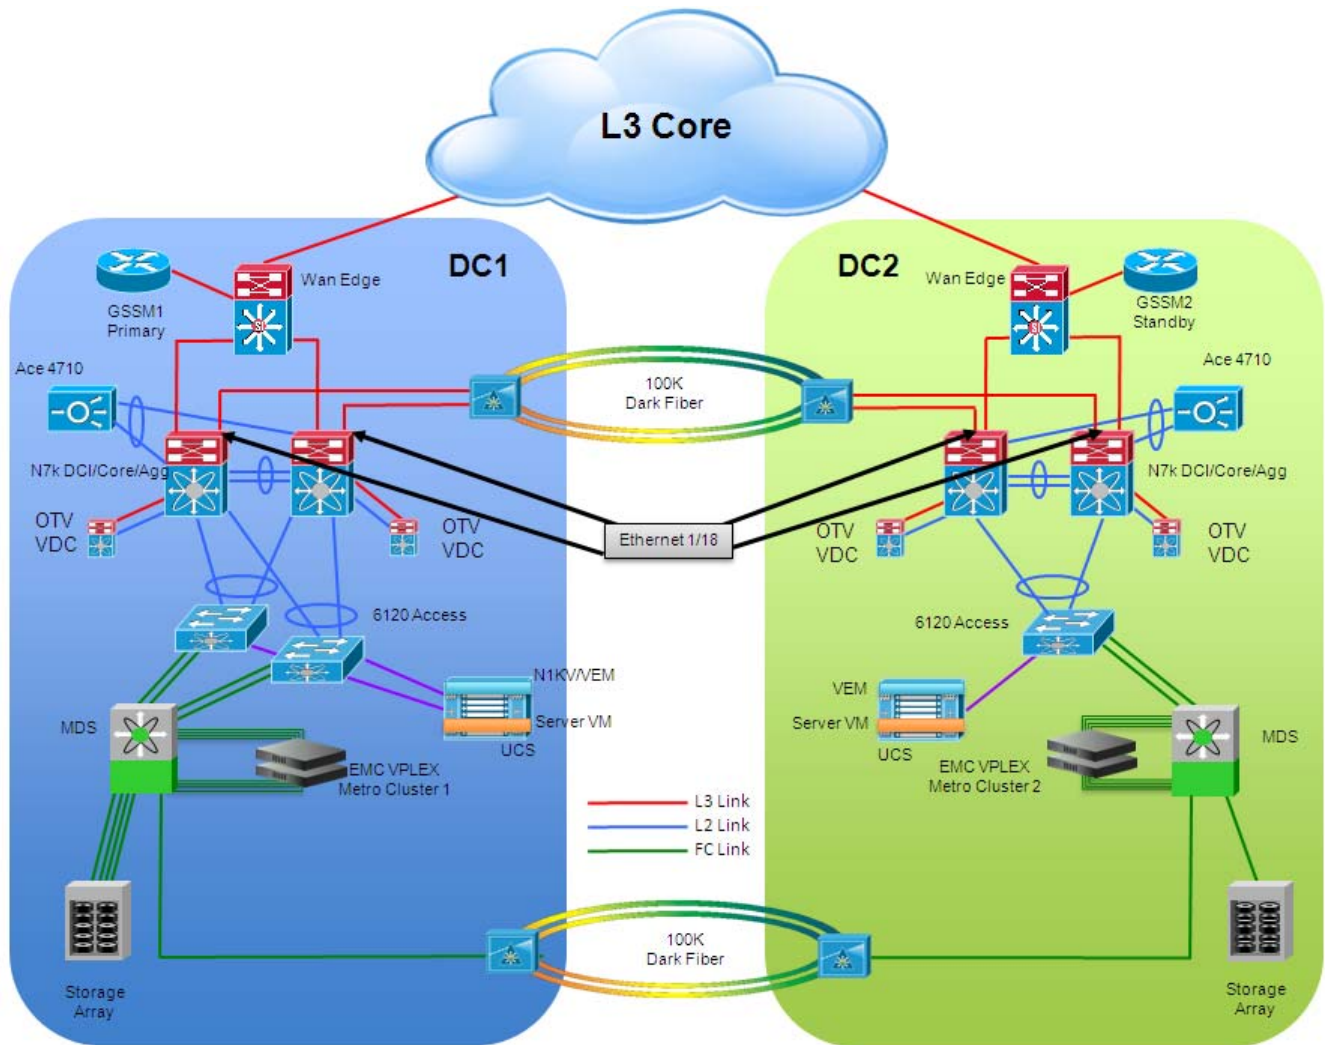 L3 Core
DC1
DC2
Wan Edge
Wan Edge
GSSM1
Primary
GSSM2
Standby
Ace 4710
Ace 4710
100K
Dark Fiber
N7k DCI/Core/Agg
N7k DCI/Core/Agg
OTV
VDC
OTV
VDC
Ethernet 1/18
OTV
VDC
OTV
VDC
6120 Access
6120 Access
N1KV/VEM
Server VM
UCS
VEM
Server VM
UCS
MDS
MDS
EMC VPLEX
Metro Cluster 1
EMC VPLEX
Metro Cluster 2
L3 Link
L2 Link
FC Link
100K
Dark Fiber
Storage
Array
Storage
Array